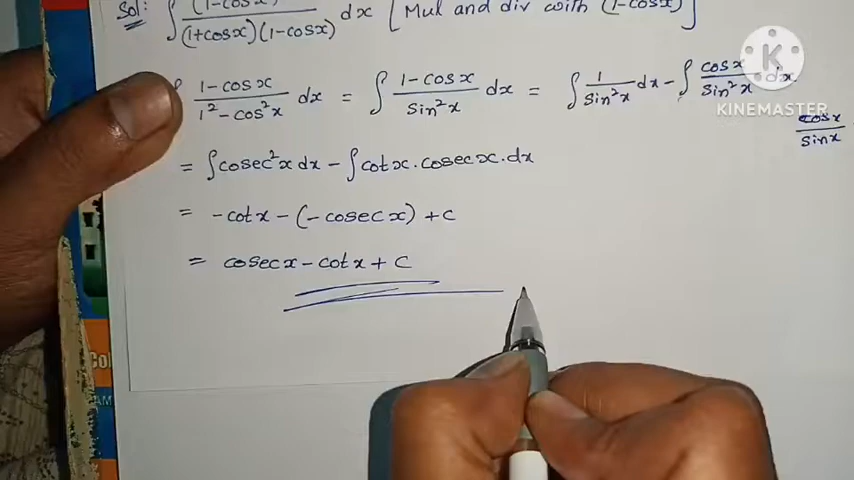 Sol: ∫ (1-cosx) / (1+cosx)(1-cosx) dx [Mul and div with (1-cosx)]
∫ 1-cosx / 1²-cos²x dx = ∫ 1-cosx / sin²x dx = ∫ 1/sin²x dx - ∫ cosx / sin²x dx
KINEMASTER
cosx / sinx
= ∫cosec²x dx - ∫cotx.cosecx.dx
= -cotx-(-cosecx)+c
= cosecx-cotx+c